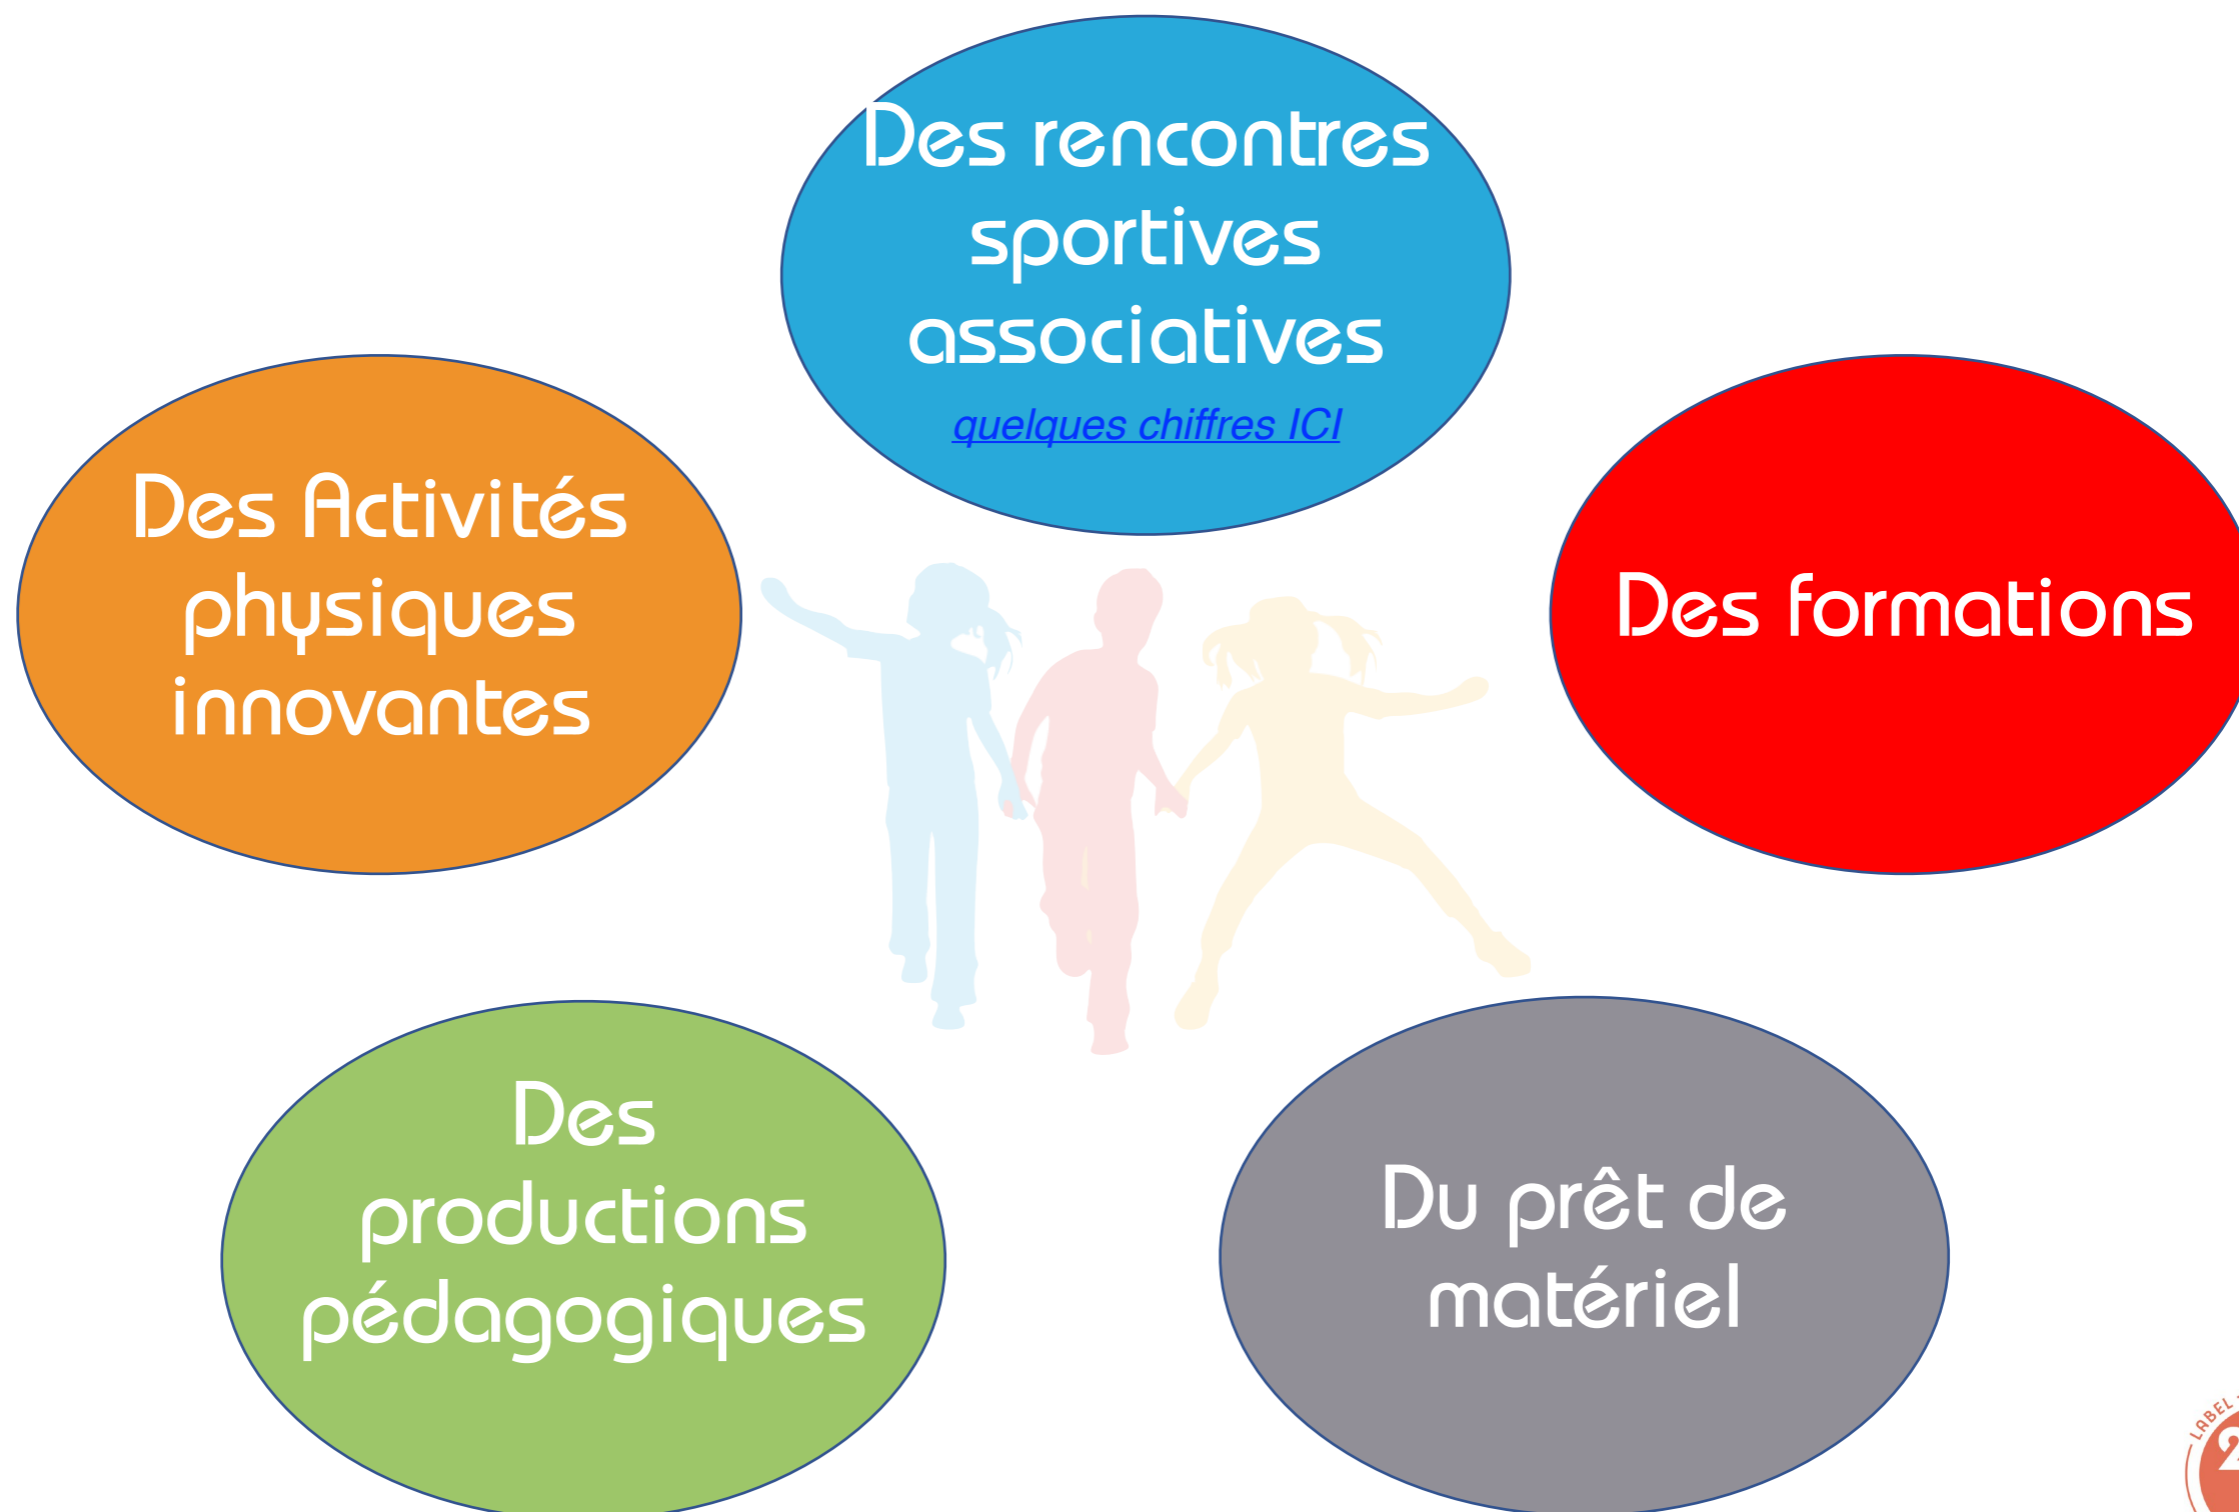 Des rencontres
sportives
associatives
quelques chiffres ICI
Des Activités
physiques
innovantes
Des formations
Des
productions
pédagogiques
Du prêt de
matériel
LABEL
2